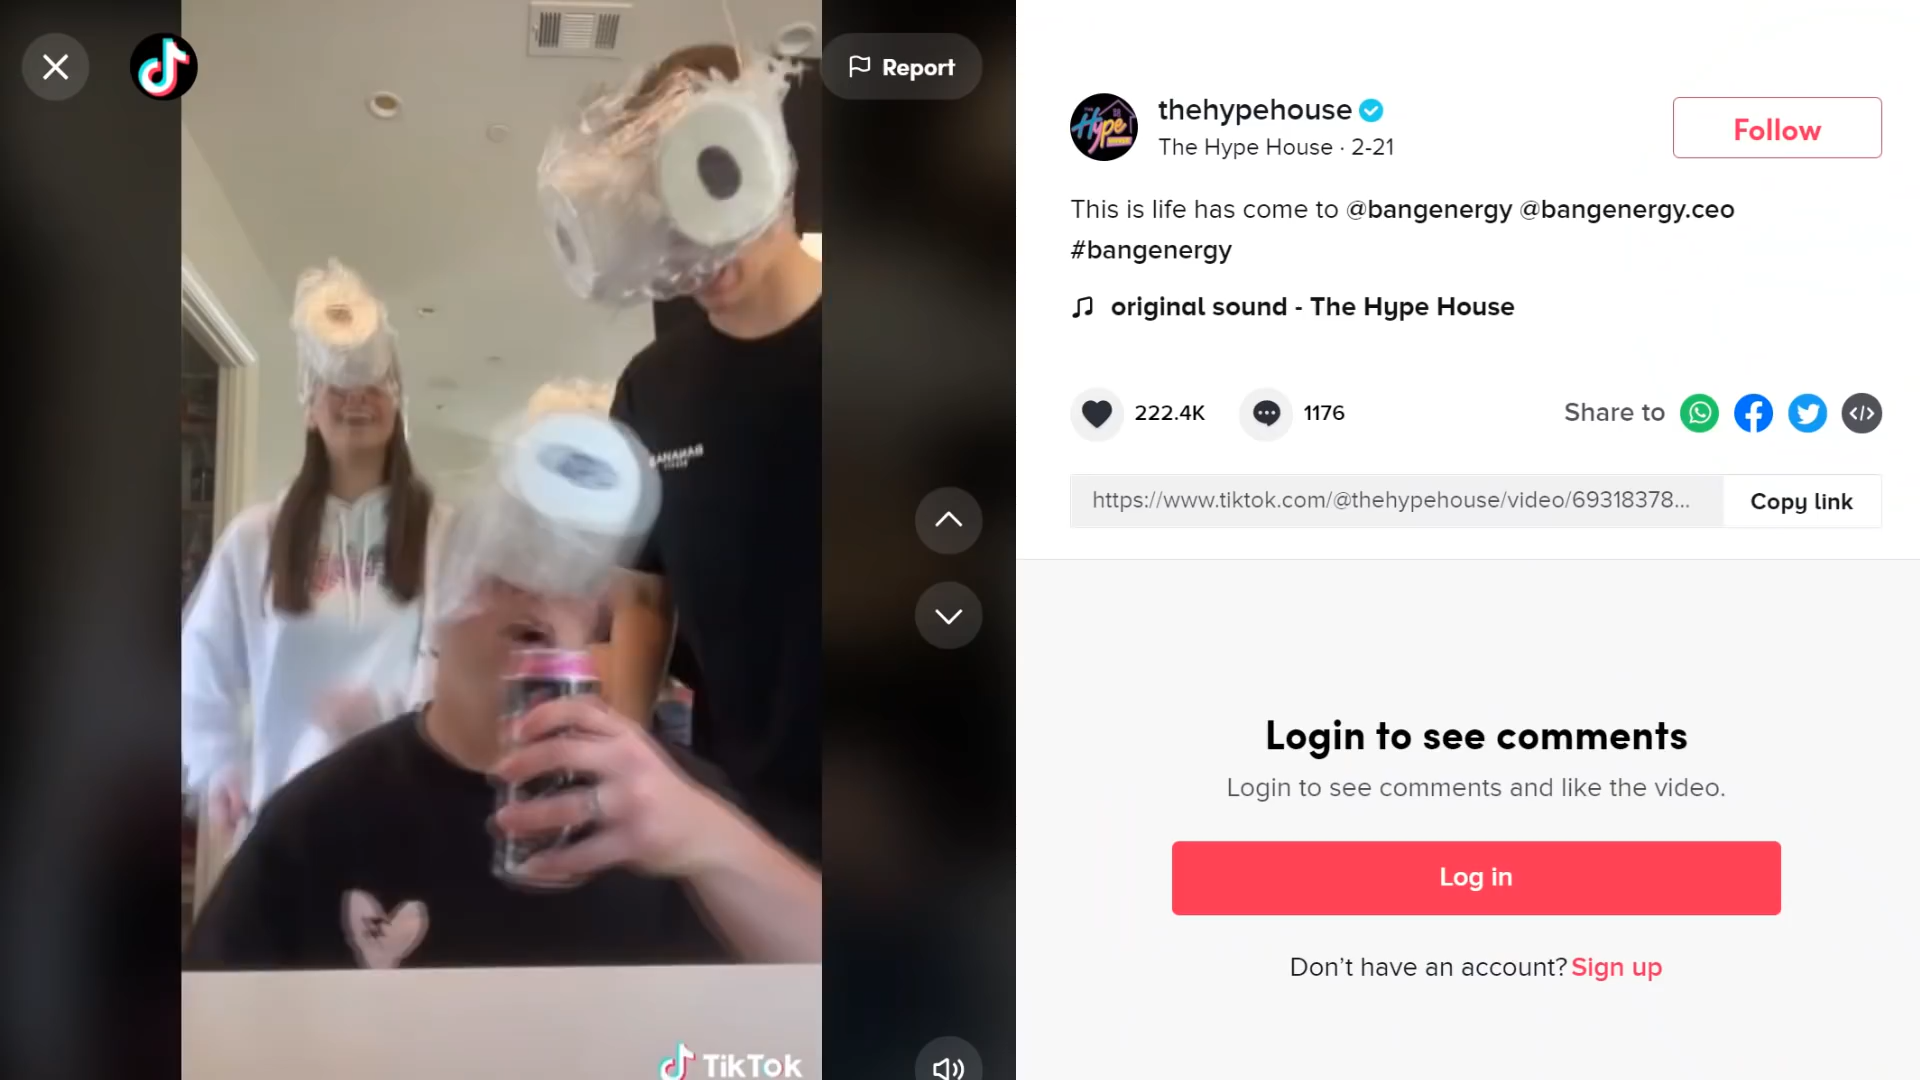 Report
thehypehouse
The Hype House · 2-21
Follow
This is life has come to @bangenergy @bangenergy.ceo
#bangenergy
original sound - The Hype House
222.4K
1176
Share to
https://www.tiktok.com/@thehypehouse/video/69318378...
Copy link
Login to see comments
Login to see comments and like the video.
Log in
Don't have an account? Sign up
TikTok